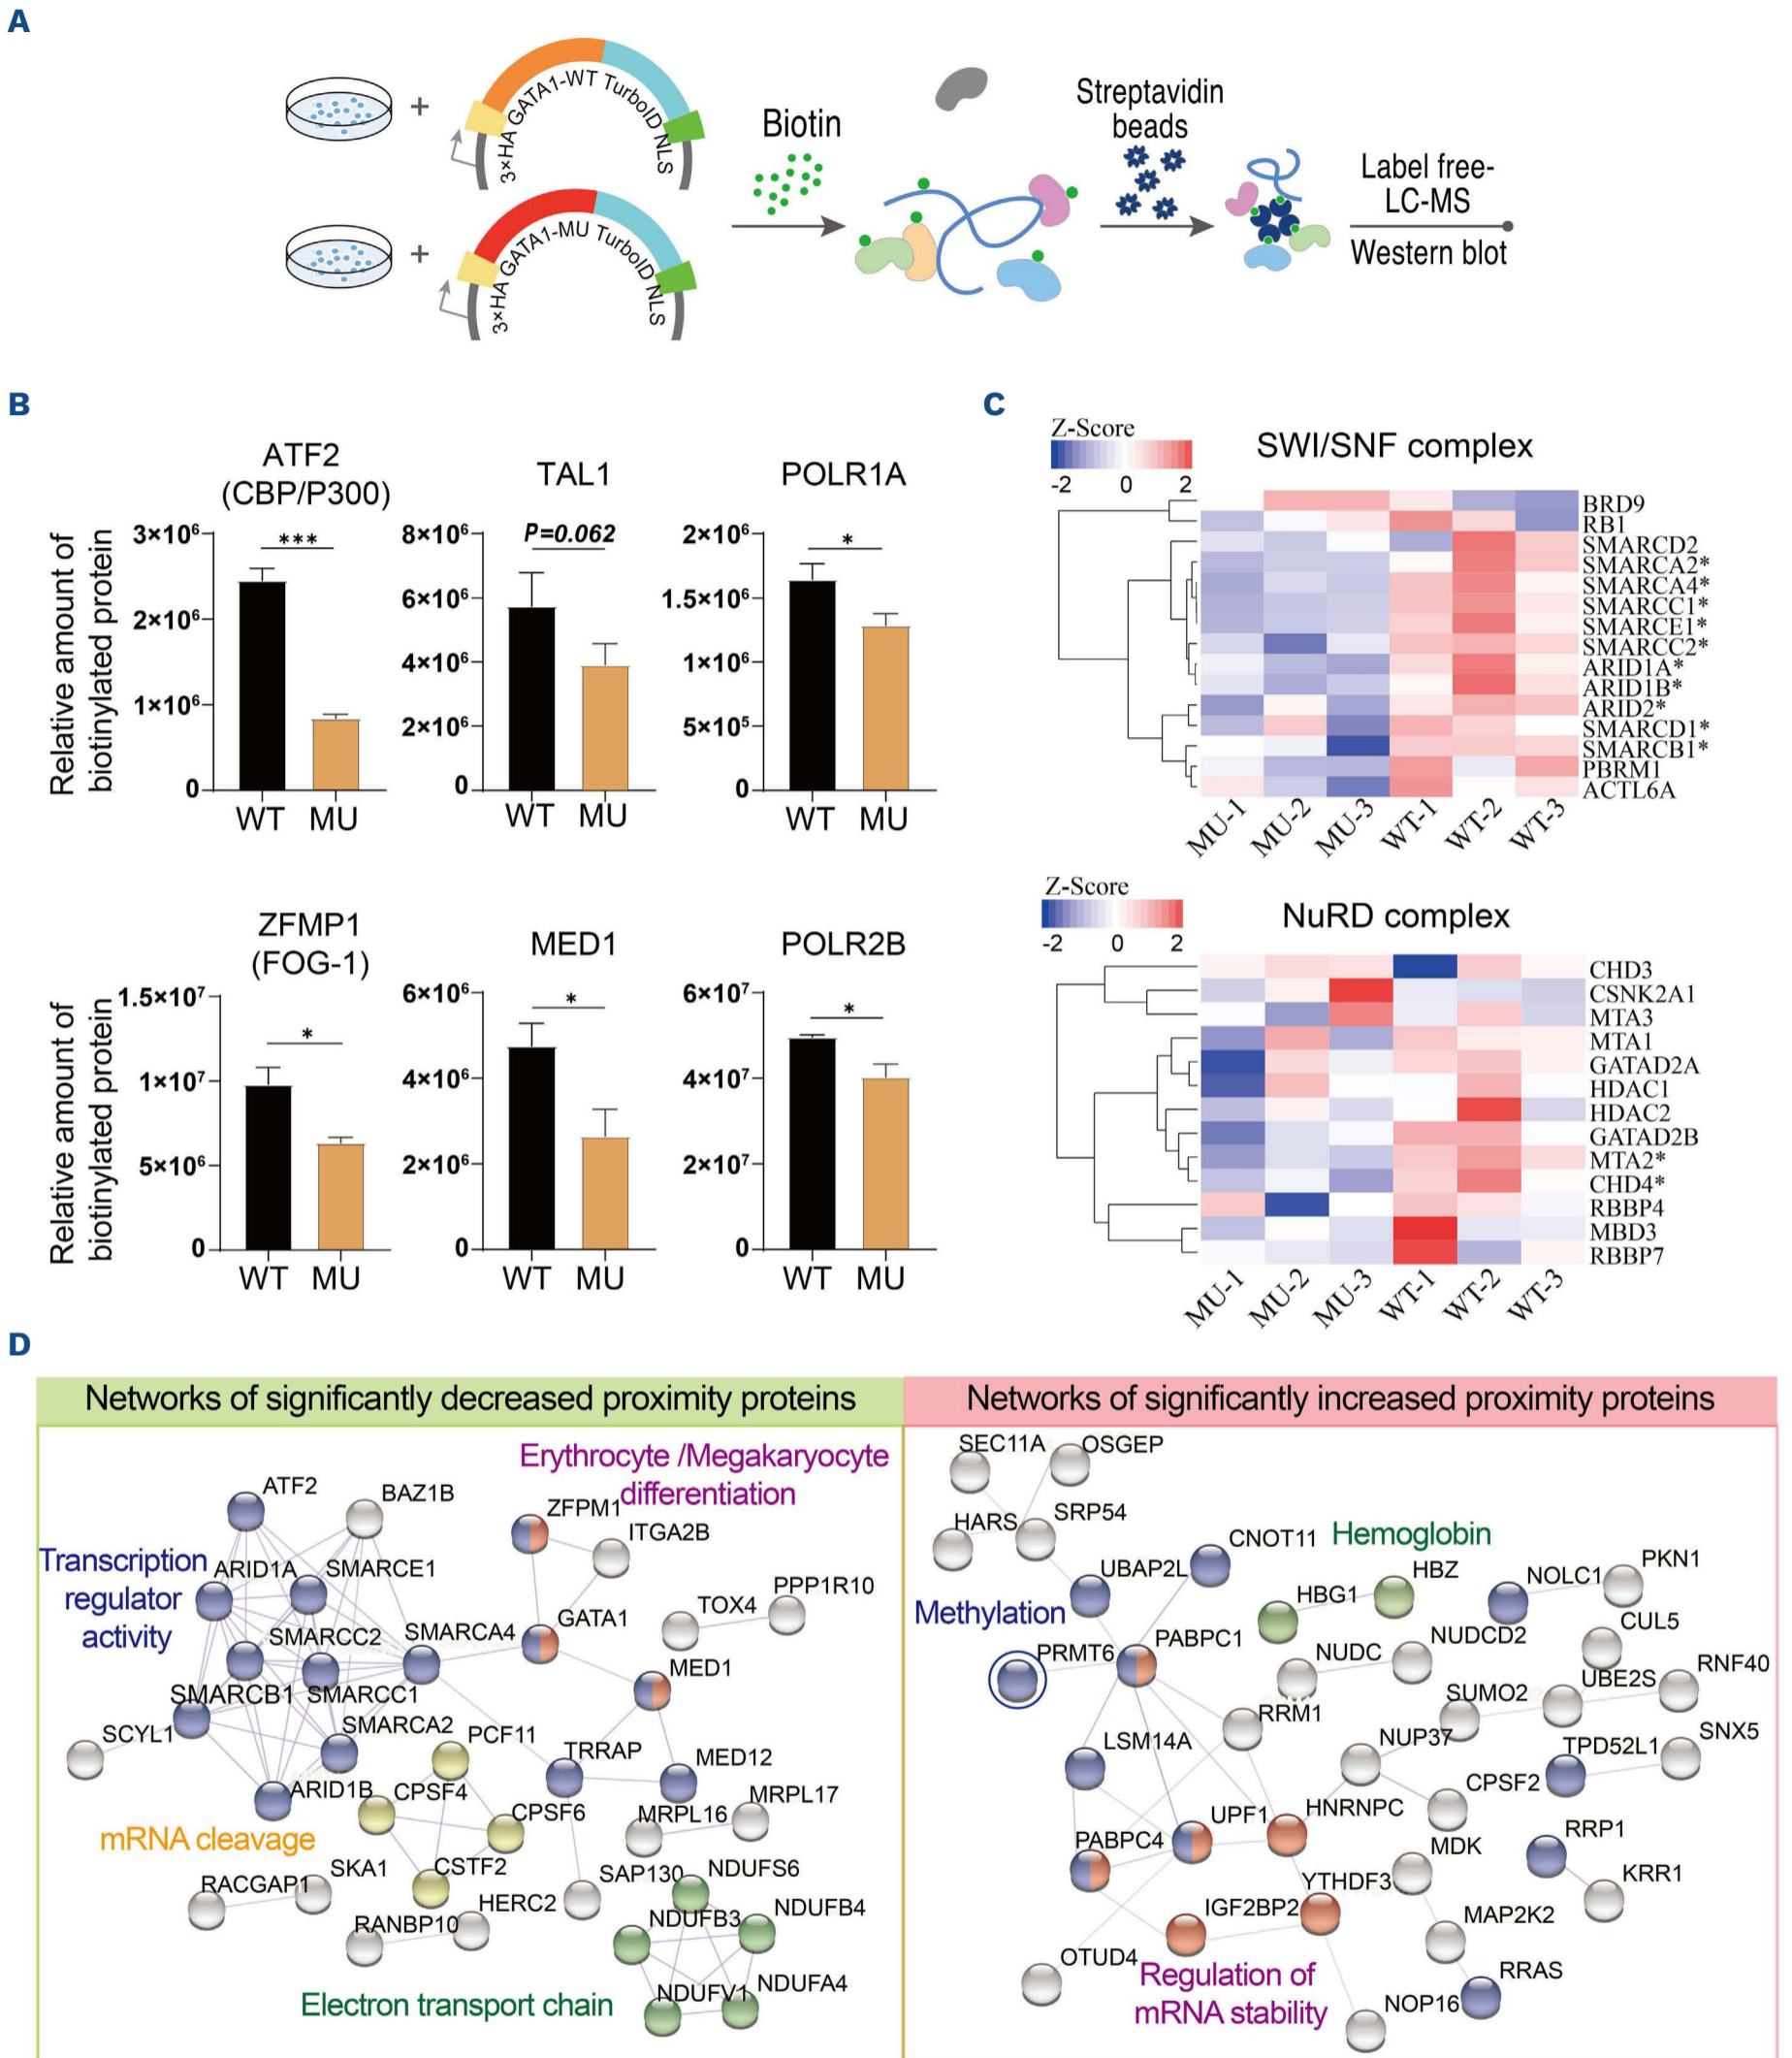 A
3×HA GATA1-WT TurboID NLS
3×HA GATA1-MU TurboID NLS
Biotin
Streptavidin
beads
Label free-
LC-MS
Western blot
B
Relative amount of
biotinylated protein
ATF2
(CBP/P300)
3×10⁶
2×10⁶
1×10⁶
0
***
WT MU
TAL1
8×10⁶
6×10⁶
4×10⁶
2×10⁶
0
P=0.062
WT MU
POLR1A
2×10⁶
1.5×10⁶
1×10⁶
5×10⁵
0
*
WT MU
Relative amount of
biotinylated protein
ZFMP1
(FOG-1)
1.5×10⁷
1×10⁷
5×10⁶
0
*
WT MU
MED1
6×10⁶
4×10⁶
2×10⁶
0
*
WT MU
POLR2B
6×10⁷
4×10⁷
2×10⁷
0
*
WT MU
C
Z-Score
-2 0 2
SWI/SNF complex
BRD9
RB1
SMARCD2
SMARCA2*
SMARCA4*
SMARCC1*
SMARCE1*
SMARCC2*
ARID1A*
ARID1B*
ARID2*
SMARCD1*
SMARCB1*
PBRM1
ACTL6A
MU-1 MU-2 MU-3 WT-1 WT-2 WT-3
Z-Score
-2 0 2
NuRD complex
CHD3
CSNK2A1
MTA3
MTA1
GATAD2A
HDAC1
HDAC2
GATAD2B
MTA2*
CHD4*
RBBP4
MBD3
RBBP7
MU-1 MU-2 MU-3 WT-1 WT-2 WT-3
D
Networks of significantly decreased proximity proteins
Erythrocyte /Megakaryocyte
differentiation
ATF2
BAZ1B
ZFPM1
ITGA2B
Transcription
regulator
activity
ARID1A
SMARCE1
PPP1R10
TOX4
GATA1
SMARCC2
SMARCA4
MED1
SMARCB1
SMARCC1
SCYL1
SMARCA2
PCF11
TRRAP
MED12
ARID1B
CPSF4
CPSF6
MRPL16
MRPL17
mRNA cleavage
RACGAP1
SKA1
CSTF2
SAP130
NDUFS6
RANBP10
HERC2
NDUFB3
NDUFB4
Electron transport chain
NDUFV1
NDUFA4
Networks of significantly increased proximity proteins
SEC11A
OSGEP
HARS
SRP54
CNOT11
Hemoglobin
UBAP2L
HBG1
HBZ
NOLC1
PKN1
Methylation
CUL5
PRMT6
PABPC1
NUDC
NUDCD2
RNF40
UBE2S
SUMO2
RRM1
LSM14A
NUP37
TPD52L1
SNX5
CPSF2
UPF1
HNRNPC
PABPC4
MDK
RRP1
KRR1
YTHDF3
IGF2BP2
MAP2K2
OTUD4
Regulation of
mRNA stability
RRAS
NOP16